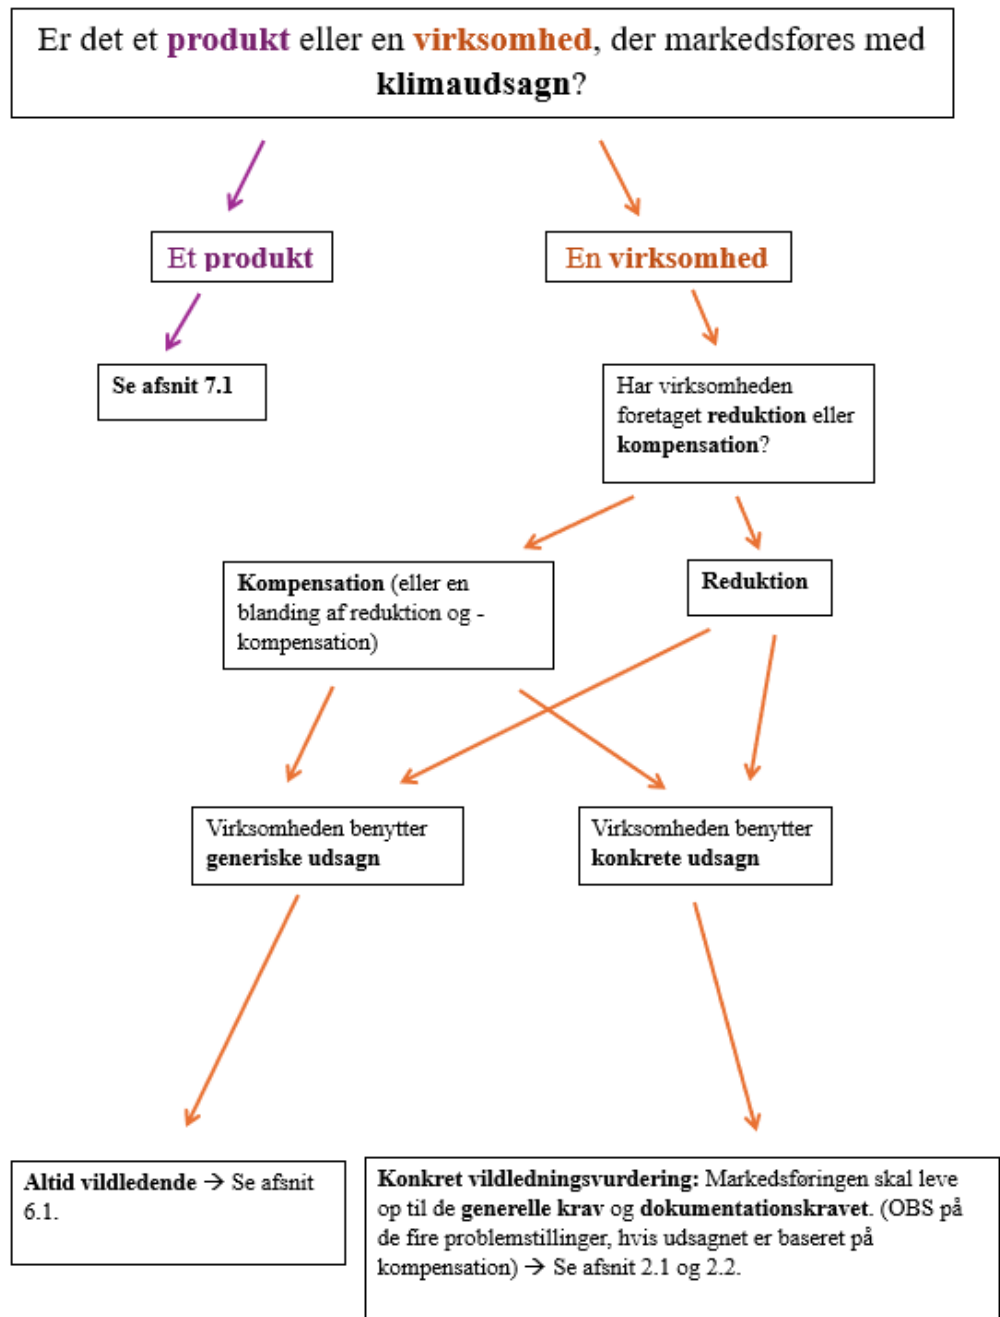 Er det et produkt eller en virksomhed, der markedsføres med
klimaudsagn?
Et produkt
En virksomhed
Se afsnit 7.1
Har virksomheden
foretaget reduktion eller
kompensation?
Kompensation (eller en
blanding af reduktion og -
kompensation)
Reduktion
Virksomheden benytter
generiske udsagn
Virksomheden benytter
konkrete udsagn
Altid vildledende → Se afsnit
6.1.
Konkret vildledningsvurdering: Markedsføringen skal leve
op til de generelle krav og dokumentationskravet. (OBS på
de fire problemstillinger, hvis udsagnet er baseret på
kompensation) → Se afsnit 2.1 og 2.2.